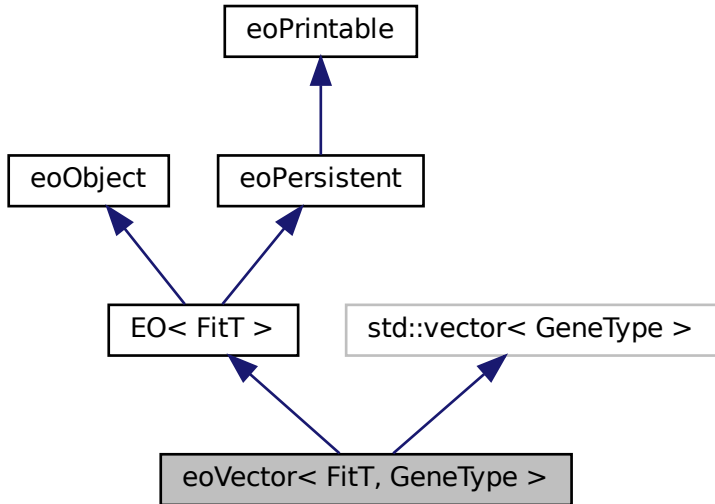 eoPrintable
eoObject
eoPersistent
EO< FitT >
std::vector< GeneType >
eoVector< FitT, GeneType >